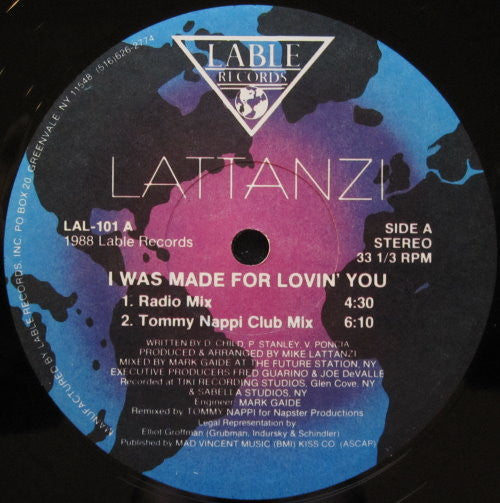 LABLE
RECORDS
LATTANZI
LAL-101 A
1988 Lable Records
SIDE A
STEREO
33 1/3 RPM
I WAS MADE FOR LOVIN' YOU
1. Radio Mix 4:30
2. Tommy Nappi Club Mix 6:10
WRITTEN BY D. CHILD, P. STANLEY, V. PONCIA
PRODUCED & ARRANGED BY MIKE LATTANZI
MIXED BY MARK GAIDE AT THE FUTURE STATION, NY
EXECUTIVE PRODUCERS FRED GUARINO & JOE DeVALLE
Recorded at TIKI RECORDING STUDIOS, Glen Cove, NY
& SABELLA STUDIOS, NY
Engineer: MARK GAIDE
Remixed by TOMMY NAPPI for Napster Productions
Legal Representation by
Elliot Groffman (Grubman, Indursky & Schindler)
Published by MAD VINCENT MUSIC (BMI) KISS CO. (ASCAP)
MANUFACTURED BY LABLE RECORDS, INC. PO BOX 20, GREENVALE, NY 11548 (516) 626-2774